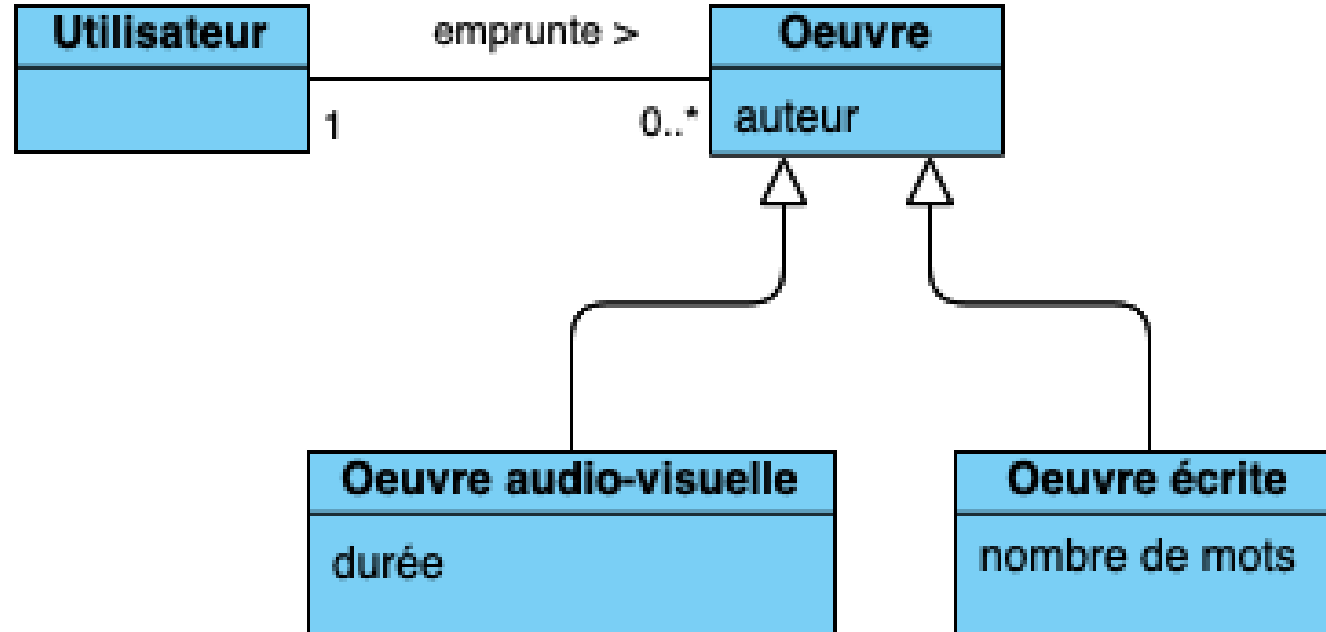 Utilisateur
emprunte >
Oeuvre
1
0..*
auteur
Oeuvre audio-visuelle
Oeuvre écrite
durée
nombre de mots